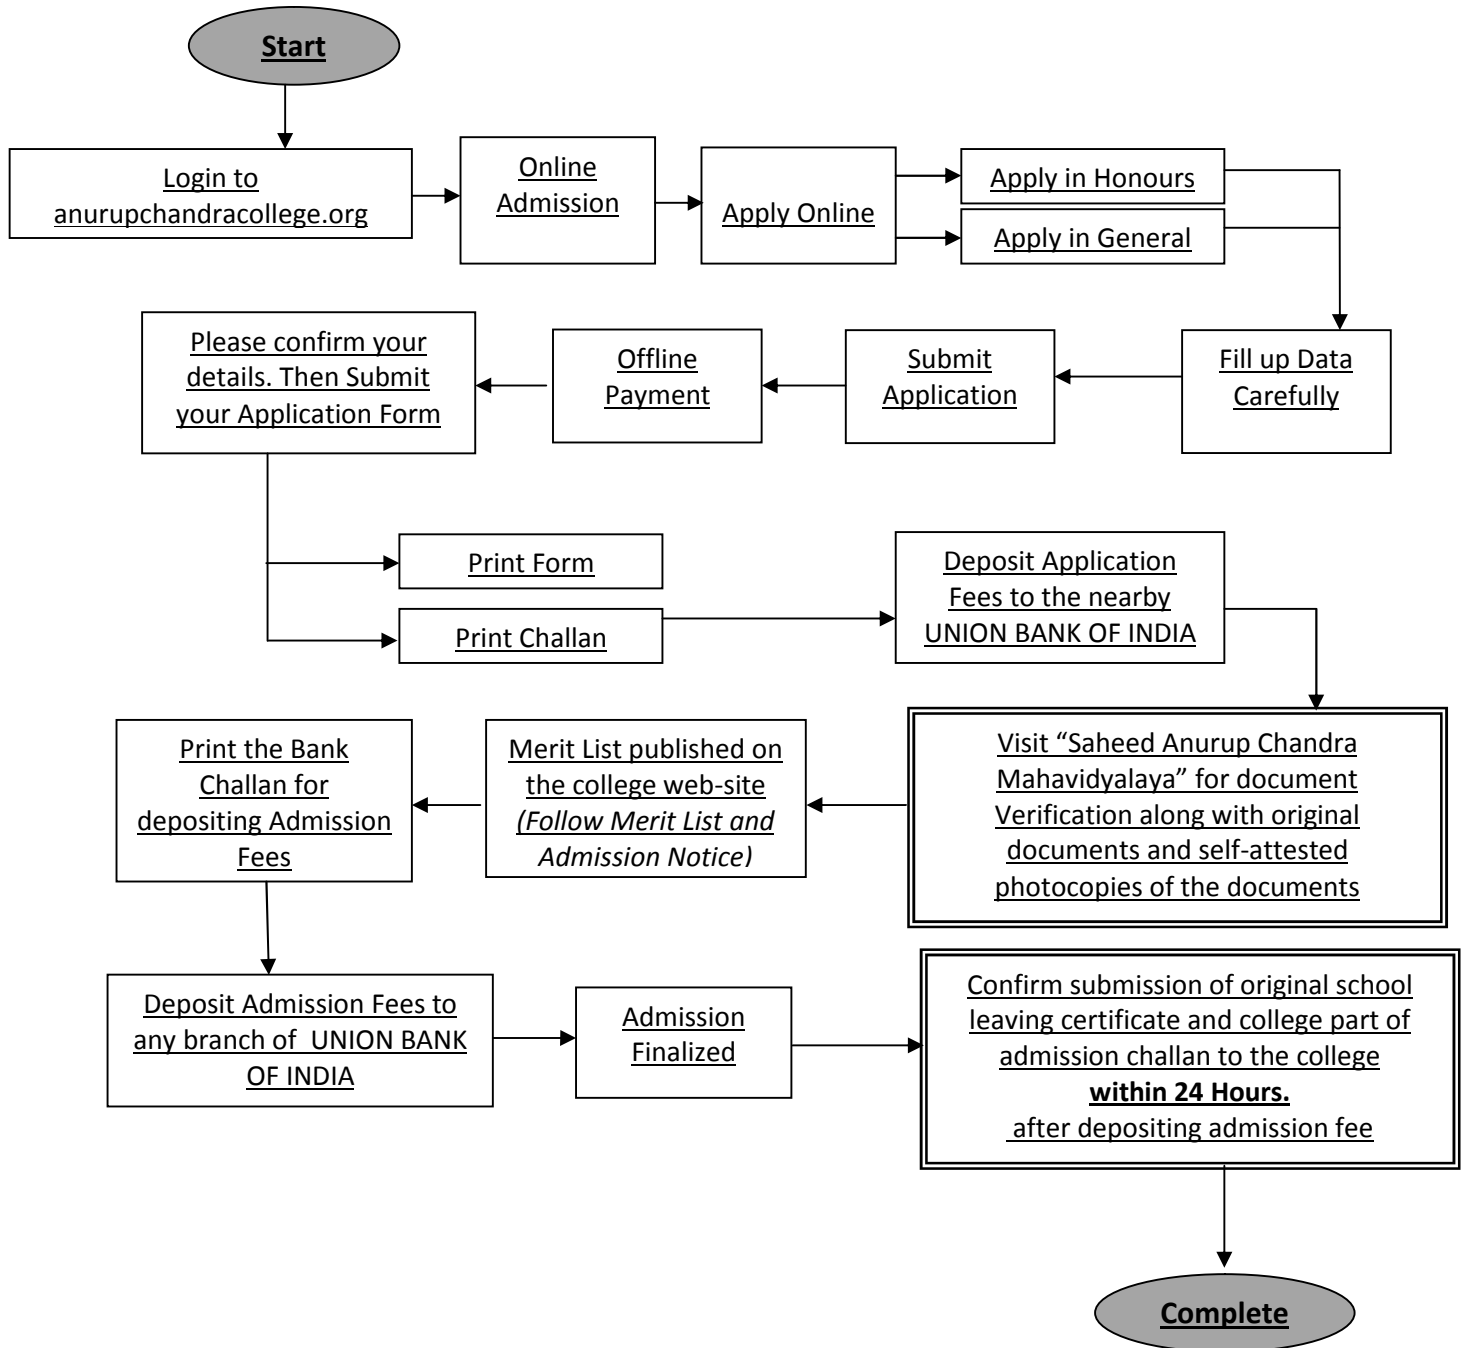 Start
Login to
anurupchandracollege.org
Online
Admission
Apply Online
Apply in Honours
Apply in General
Fill up Data
Carefully
Submit
Application
Offline
Payment
Please confirm your
details. Then Submit
your Application Form
Print Form
Print Challan
Deposit Application
Fees to the nearby
UNION BANK OF INDIA
Visit “Saheed Anurup Chandra
Mahavidyalaya” for document
Verification along with original
documents and self-attested
photocopies of the documents
Merit List published on
the college web-site
(Follow Merit List and
Admission Notice)
Print the Bank
Challan for
depositing Admission
Fees
Deposit Admission Fees to
any branch of  UNION BANK
OF INDIA
Admission
Finalized
Confirm submission of original school
leaving certificate and college part of
admission challan to the college
within 24 Hours.
after depositing admission fee
Complete